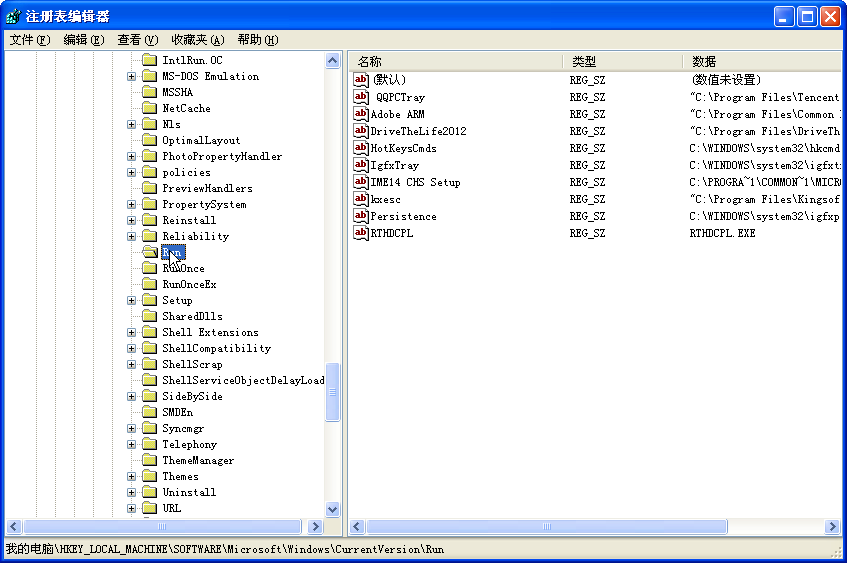 注册表编辑器
文件(F) 编辑(E) 查看(V) 收藏夹(A) 帮助(H)
IntlRun.OC
MS-DOS Emulation
MSSHA
NetCache
Nls
OptimalLayout
PhotoPropertyHandler
policies
PreviewHandlers
PropertySystem
Reinstall
Reliability
Run
RunOnce
RunOnceEx
Setup
SharedDlls
Shell Extensions
ShellCompatibility
ShellScrap
ShellServiceObjectDelayLoad
SideBySide
SMDEn
Syncmgr
Telephony
ThemeManager
Themes
Uninstall
URL
名称 类型 数据
(默认) REG_SZ (数值未设置)
QQPCTray REG_SZ "C:\Program Files\Tencent
Adobe ARM REG_SZ "C:\Program Files\Common
DriveTheLife2012 REG_SZ "C:\Program Files\DriveTh
HotKeysCmds REG_SZ C:\WINDOWS\system32\hkcmd
IgfxTray REG_SZ C:\WINDOWS\system32\igfxt
IME14 CHS Setup REG_SZ C:\PROGRA~1\COMMON~1\MICR
kxesc REG_SZ "C:\Program Files\Kingsof
Persistence REG_SZ C:\WINDOWS\system32\igfxp
RTHDCPL REG_SZ RTHDCPL.EXE
我的电脑\HKEY_LOCAL_MACHINE\SOFTWARE\Microsoft\Windows\CurrentVersion\Run